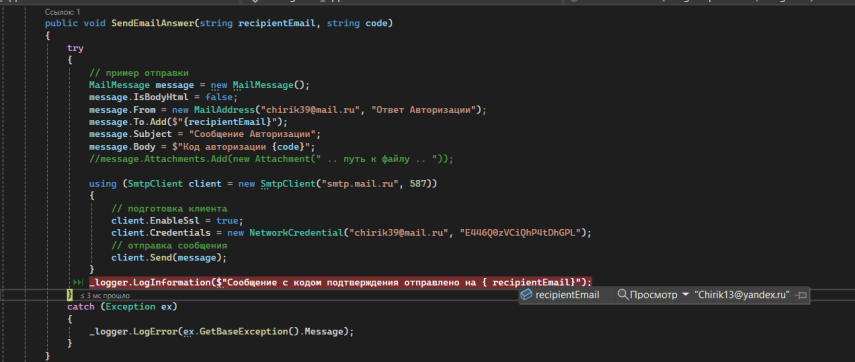 Ссылок: 1
public void SendEmailAnswer(string recipientEmail, string code)
{
try
{
// пример отправки
MailMessage message = new MailMessage();
message.IsBodyHtml = false;
message.From = new MailAddress("chirik39@mail.ru", "Ответ Авторизации");
message.To.Add($"{recipientEmail}");
message.Subject = "Сообщение Авторизации";
message.Body = $"Код авторизации {code}";
//message.Attachments.Add(new Attachment(" .. путь к файлу .. "));
using (SmtpClient client = new SmtpClient("smtp.mail.ru", 587))
{
// подготовка клиента
client.EnableSsl = true;
client.Credentials = new NetworkCredential("chirik39@mail.ru", "E446Q0zVCiQhP4tDhGPL");
// отправка сообщения
client.Send(message);
}
_logger.LogInformation($"Сообщение с кодом подтверждения отправлено на { recipientEmail}");
} ≤ 3 мс прошло recipientEmail Просмотр "Chirik13@yandex.ru"
catch (Exception ex)
{
_logger.LogError(ex.GetBaseException().Message);
}
}